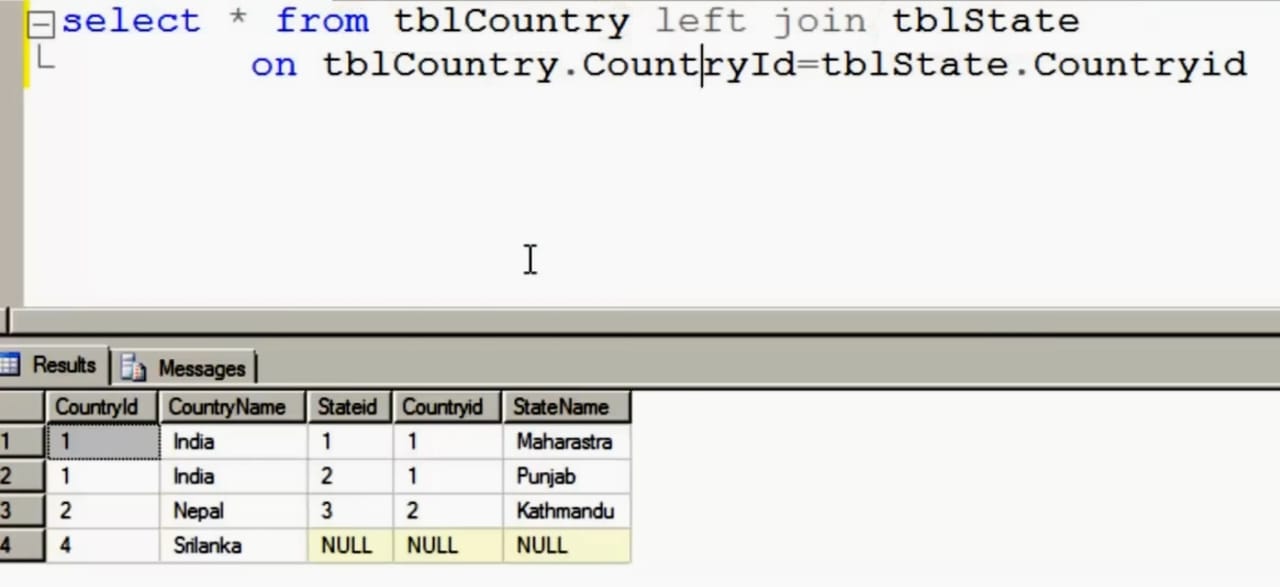 select * from tblCountry left join tblState
on tblCountry.CountryId=tblState.Countryid
Results Messages
CountryId CountryName Stateid Countryid StateName
1 1 India 1 1 Maharastra
2 1 India 2 1 Punjab
3 2 Nepal 3 2 Kathmandu
4 4 Srilanka NULL NULL NULL